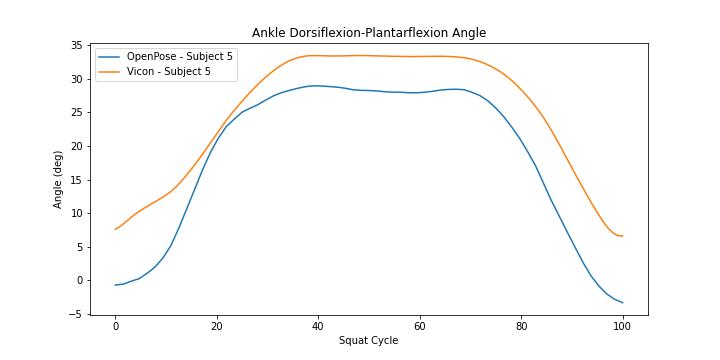 Ankle Dorsiflexion-Plantarflexion Angle
OpenPose - Subject 5
Vicon - Subject 5
Angle (deg)
35
30
25
20
15
10
5
0
−5
0 20 40 60 80 100
Squat Cycle